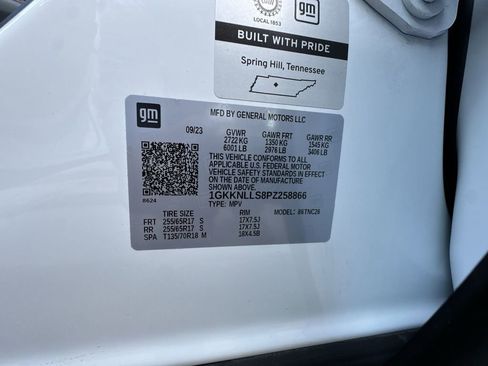 gm
LOCAL 1853
BUILT WITH PRIDE
Spring Hill, Tennessee
gm
MFD BY GENERAL MOTORS LLC
09/23 GVWR GAWR FRT GAWR RR
2722 KG 1350 KG 1545 KG
6001 LB 2976 LB 3406 LB
THIS VEHICLE CONFORMS TO ALL
APPLICABLE U.S. FEDERAL MOTOR
VEHICLE SAFETY STANDARDS IN EFFECT
ON THE DATE OF MANUFACTURE SHOWN ABOVE.
1GKKNLLS8PZ258866
TYPE: MPV MODEL:
8624
TIRE SIZE RIM
FRT 255/65R17 S 17X7.5J
RR 255/65R17 S 17X7.5J
SPA T135/70R18 M 18X4.5B